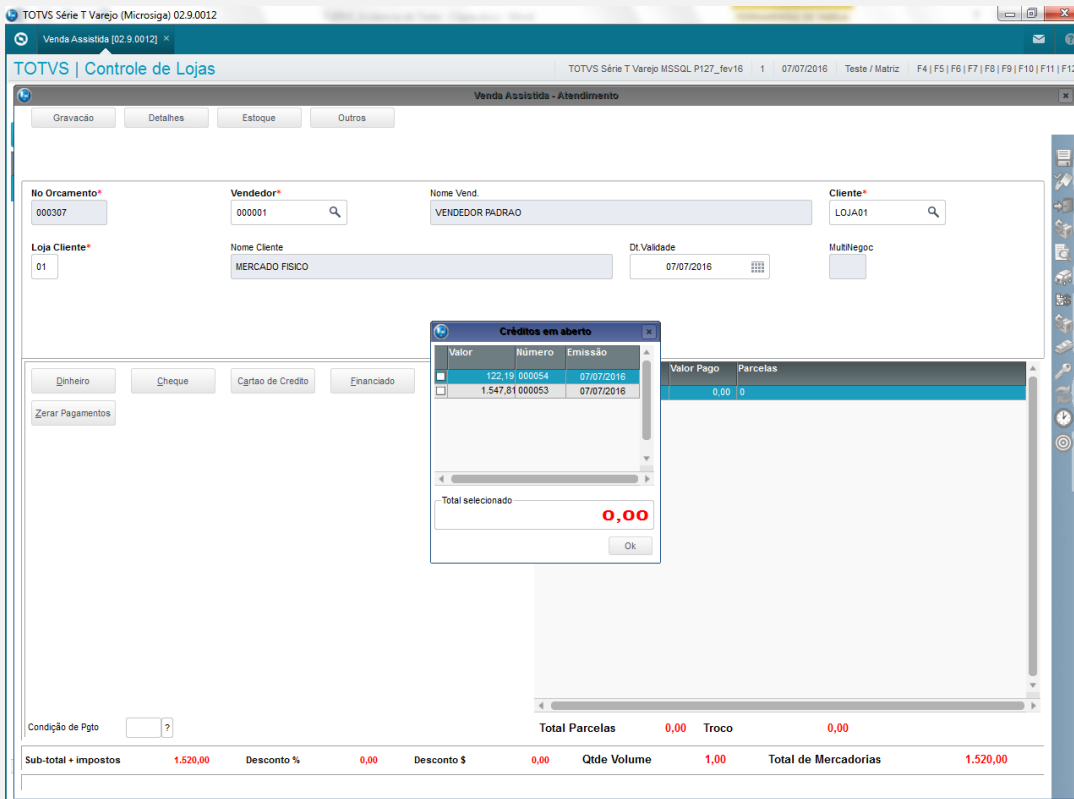 TOTVS Série T Varejo (Microsiga) 02.9.0012
Venda Assistida [02.9.0012] ×
TOTVS | Controle de Lojas
TOTVS Série T Varejo MSSQL P127_fev16 | 1 | 07/07/2016 | Teste / Matriz | F4 | F5 | F6 | F7 | F8 | F9 | F10 | F11 | F12
Venda Assistida - Atendimento
Gravacão Detalhes Estoque Outros
No Orcamento* Vendedor* Nome Vend. Cliente*
000307 000001 VENDEDOR PADRAO LOJA01
Loja Cliente* Nome Cliente Dt.Validade MultiNegoc
01 MERCADO FISICO 07/07/2016
Créditos em aberto
Valor Número Emissão
122,19 000054 07/07/2016
1.547,81 000053 07/07/2016
Total selecionado
0,00
Ok
Dinheiro Cheque Cartao de Credito Financiado
Zerar Pagamentos
Valor Pago Parcelas
0,00 0
Condição de Pgto ?
Total Parcelas 0,00 Troco 0,00
Sub-total + impostos 1.520,00 Desconto % 0,00 Desconto $ 0,00 Qtde Volume 1,00 Total de Mercadorias 1.520,00